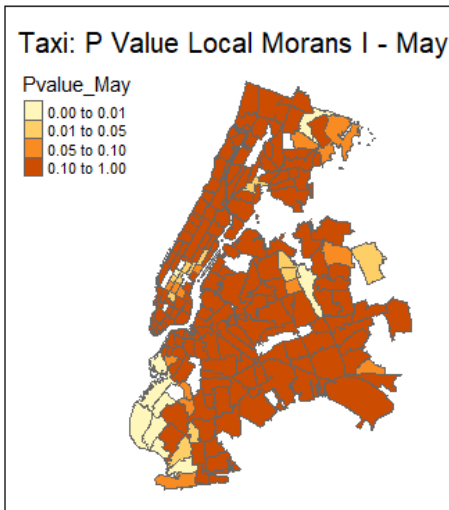 Taxi: P Value Local Morans I - May
Pvalue_May
0.00 to 0.01
0.01 to 0.05
0.05 to 0.10
0.10 to 1.00